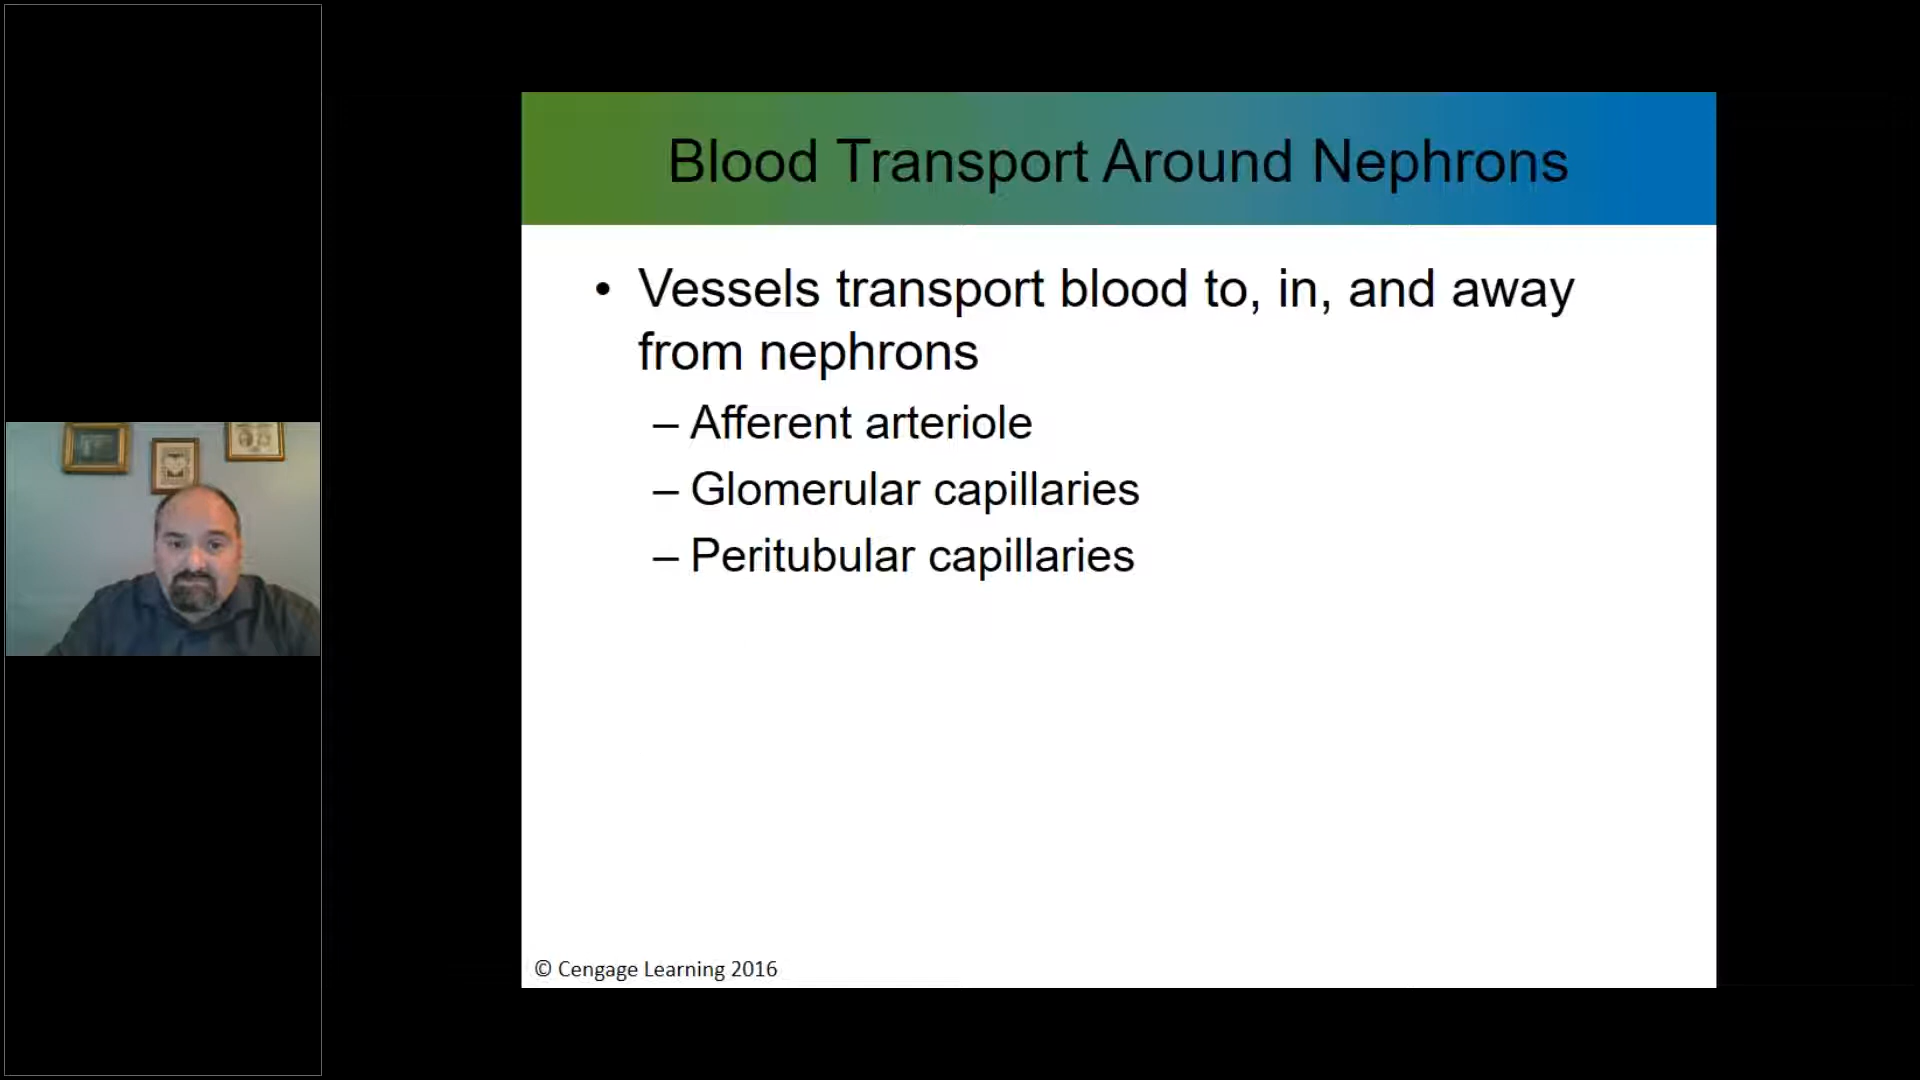 Blood Transport Around Nephrons
• Vessels transport blood to, in, and away
from nephrons
– Afferent arteriole
– Glomerular capillaries
– Peritubular capillaries
© Cengage Learning 2016